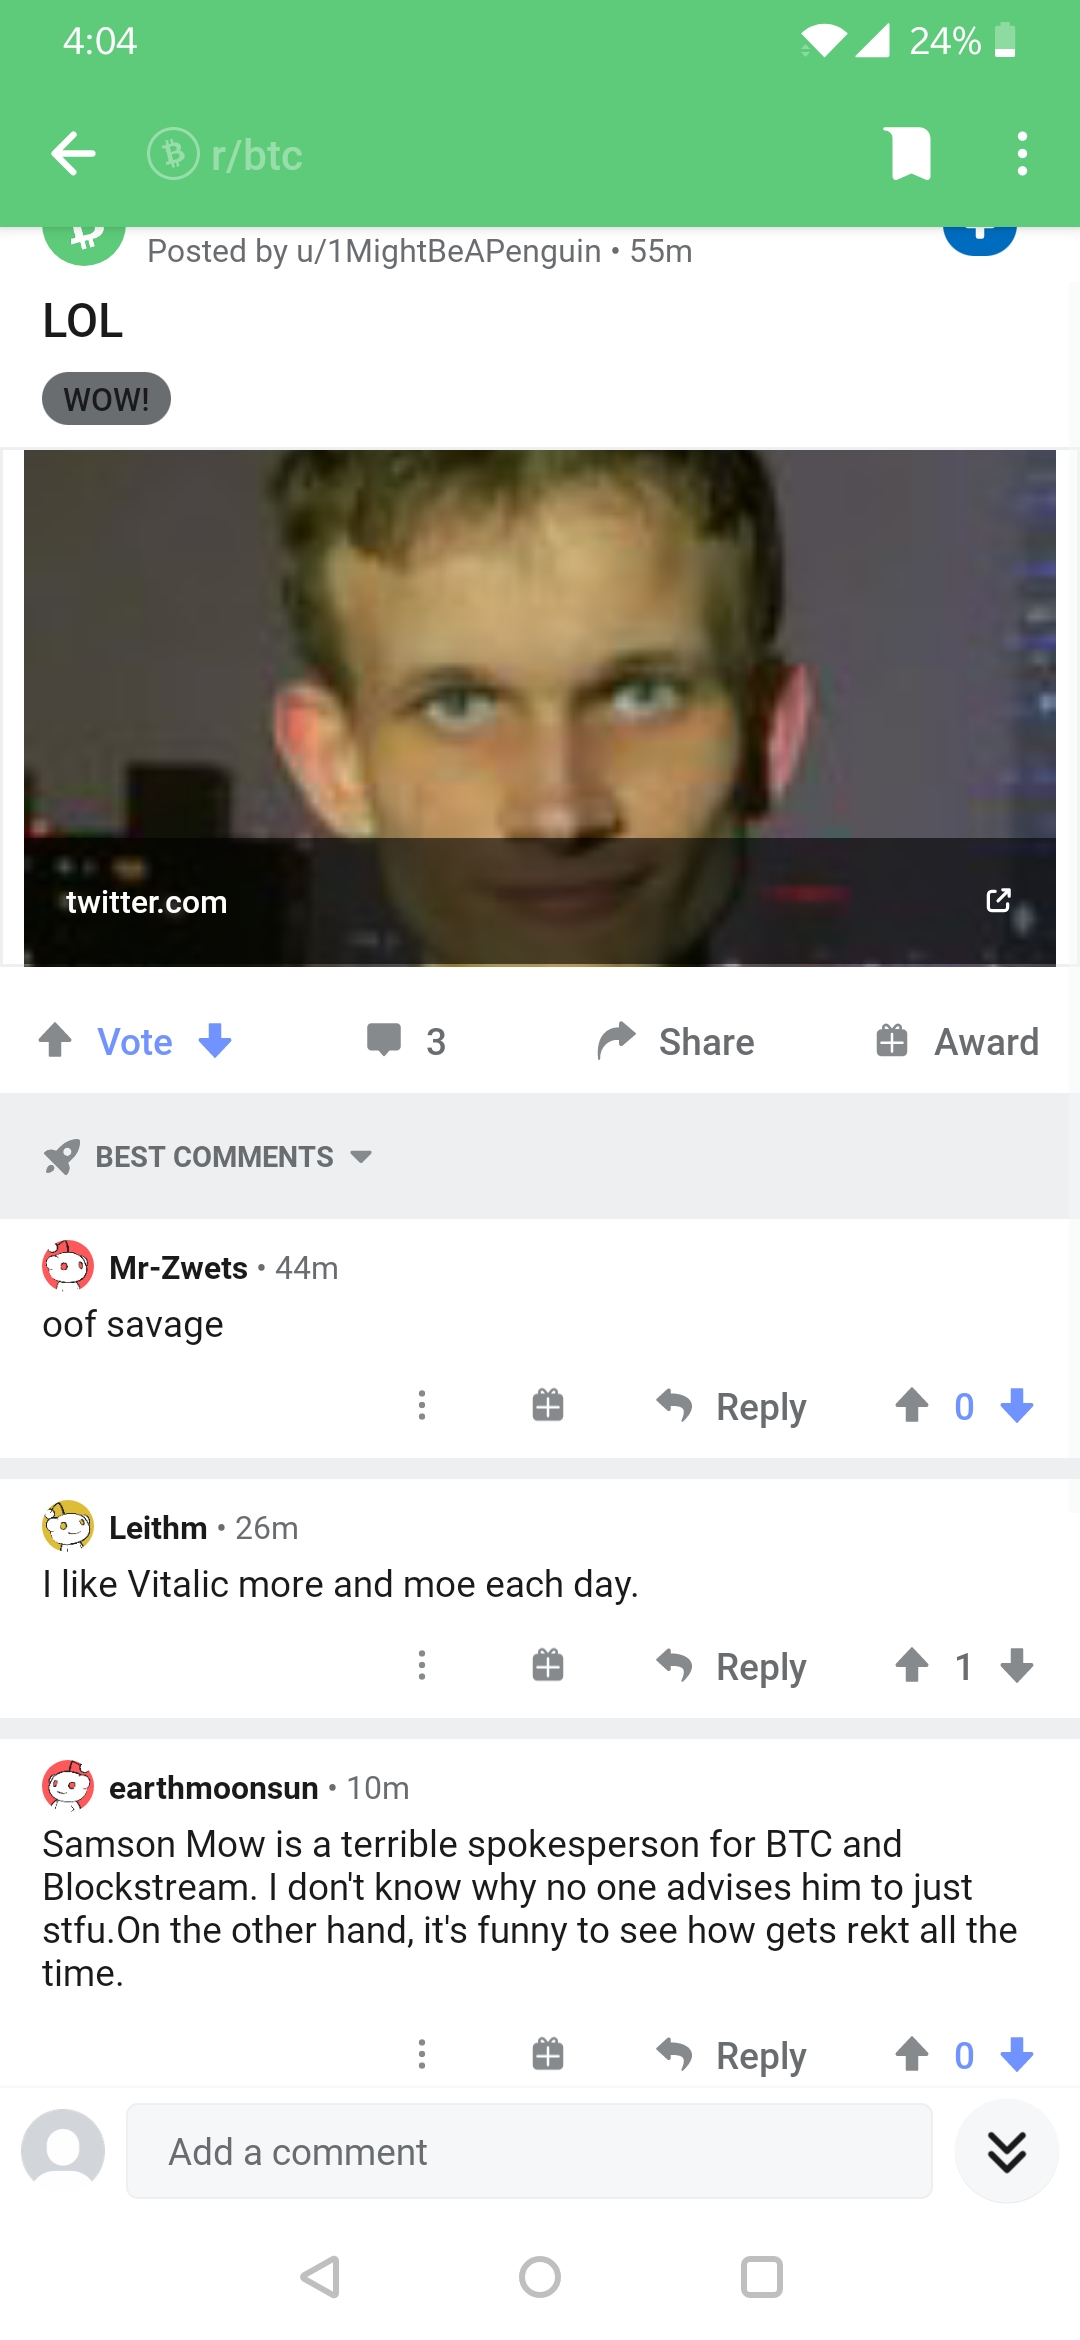 4:04
24%
r/btc
Posted by u/1MightBeAPenguin • 55m
LOL
WOW!
twitter.com
Vote
3
Share
Award
BEST COMMENTS
Mr-Zwets • 44m
oof savage
Reply
0
Leithm • 26m
I like Vitalic more and moe each day.
Reply
1
earthmoonsun • 10m
Samson Mow is a terrible spokesperson for BTC and
Blockstream. I don't know why no one advises him to just
stfu.On the other hand, it's funny to see how gets rekt all the
time.
Reply
0
Add a comment